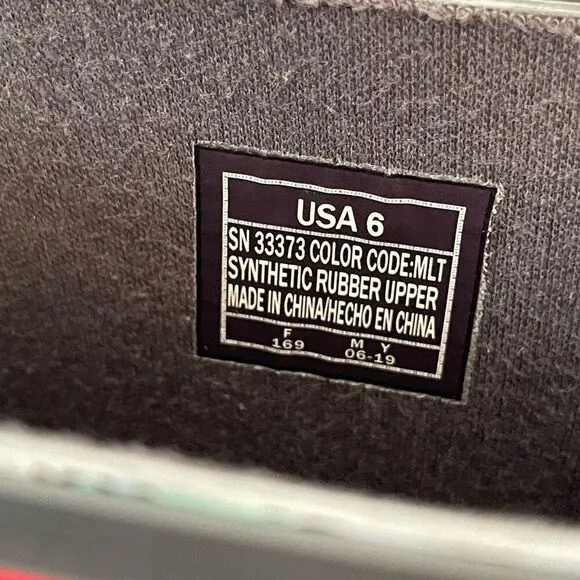 USA 6
SN 33373 COLOR CODE:MLT
SYNTHETIC RUBBER UPPER
MADE IN CHINA/HECHO EN CHINA
F M Y
169 06-19